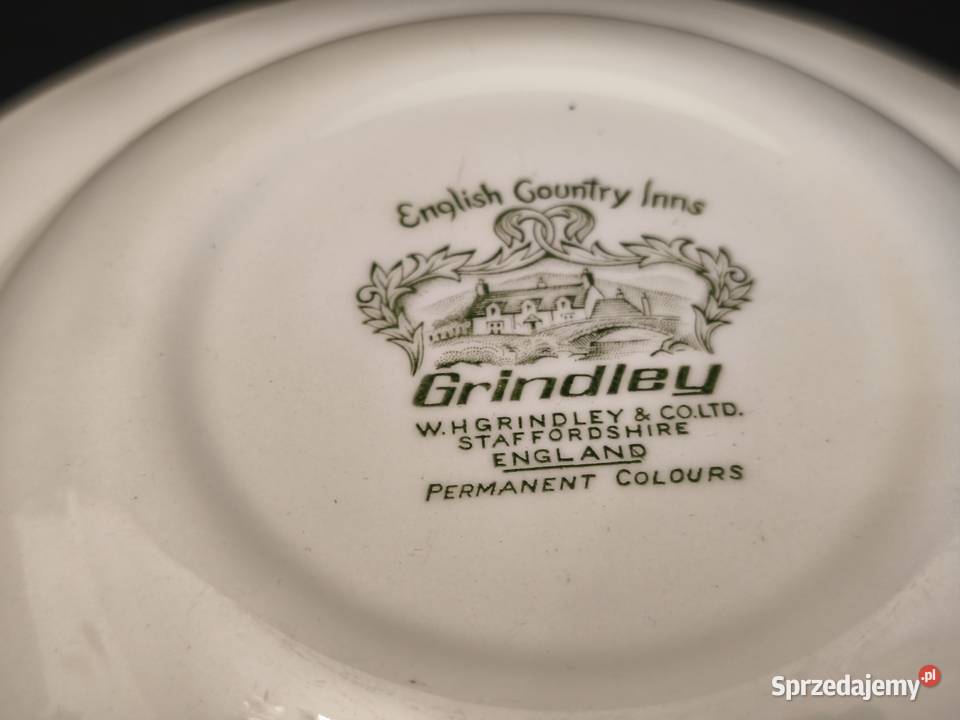 English Country Inns
Grindley
W.H GRINDLEY & CO.LTD.
STAFFORDSHIRE
ENGLAND
PERMANENT COLOURS
Sprzedajemy.pl